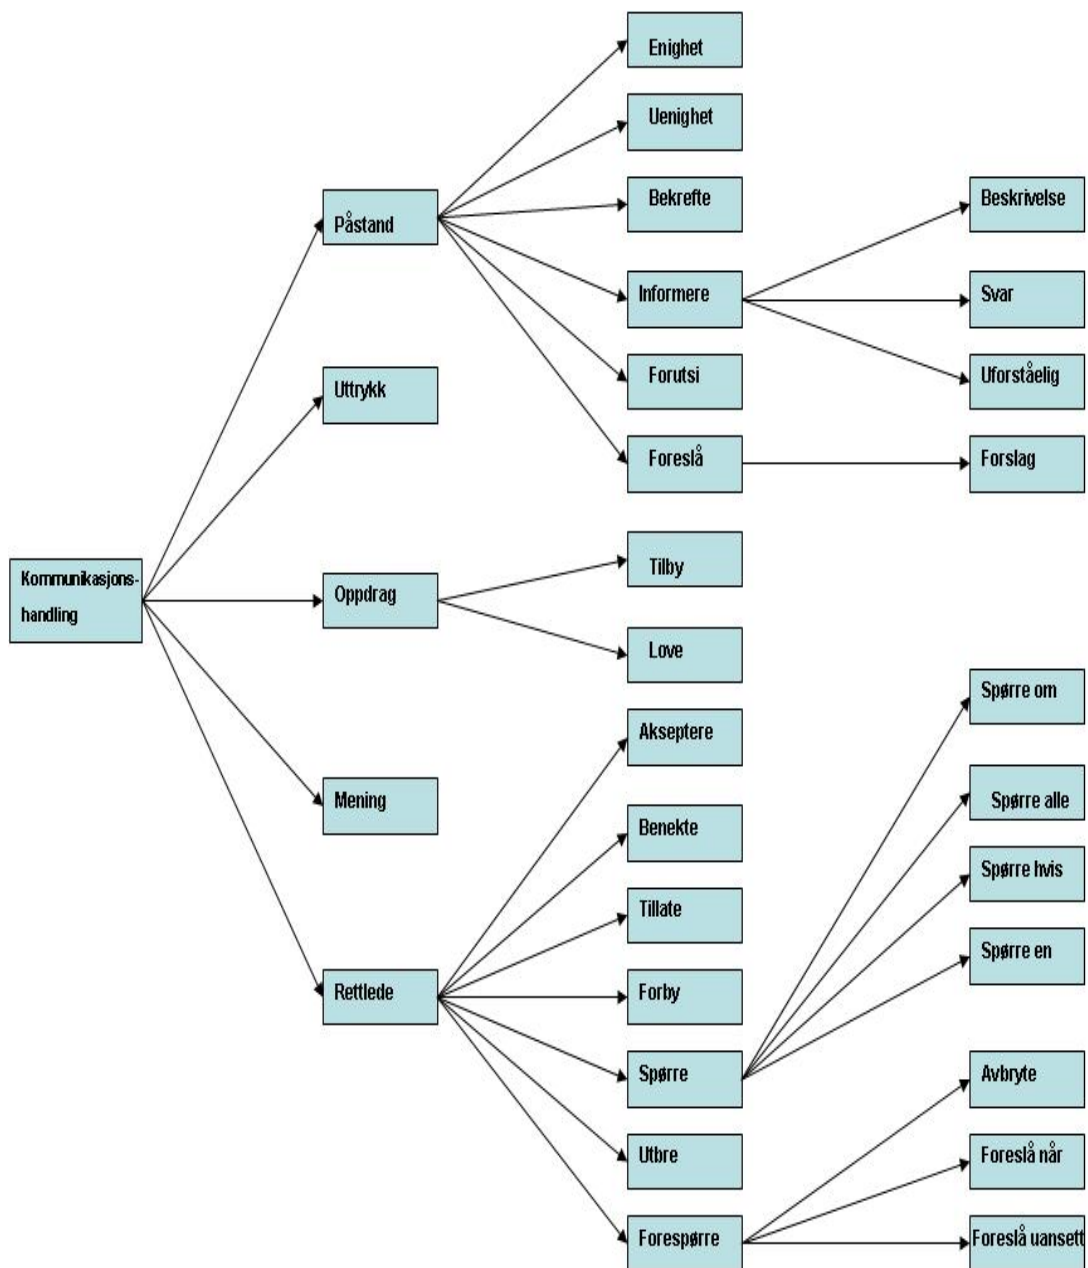 Enighet
Uenighet
Bekrefte
Beskrivelse
Påstand
Informere
Svar
Forutsi
Uforståelig
Uttrykk
Foreslå
Forslag
Kommunikasjons-
handling
Oppdrag
Tilby
Love
Spørre om
Akseptere
Mening
Spørre alle
Benekte
Spørre hvis
Tillate
Spørre en
Rettlede
Forby
Spørre
Avbryte
Utbre
Foreslå når
Forespørre
Foreslå uansett